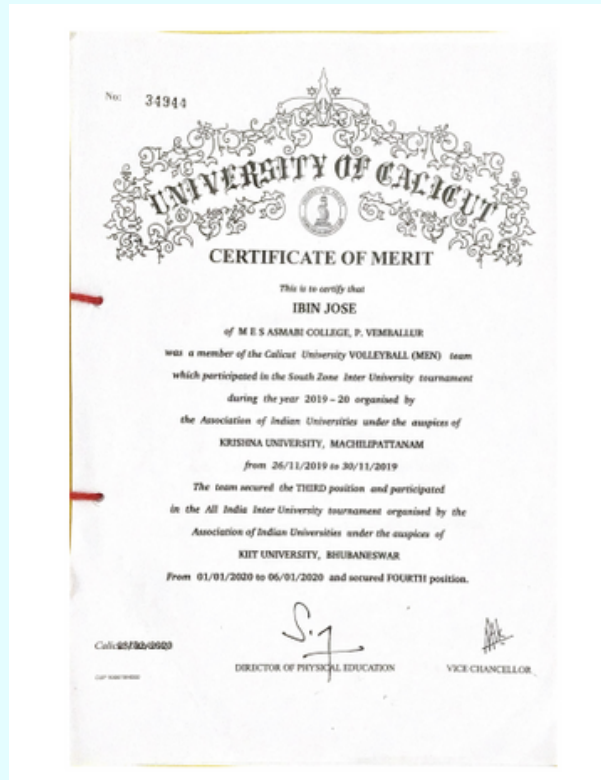 No: 34944
UNIVERSITY OF CALICUT
CERTIFICATE OF MERIT
This is to certify that
IBIN JOSE
of M E S ASMABI COLLEGE, P. VEMBALLUR
was a member of the Calicut University VOLLEYBALL (MEN) team
which participated in the South Zone Inter University tournament
during the year 2019 – 20 organised by
the Association of Indian Universities under the auspices of
KRISHNA UNIVERSITY, MACHILIPATTANAM
from 26/11/2019 to 30/11/2019
The team secured the THIRD position and participated
in the All India Inter University tournament organised by the
Association of Indian Universities under the auspices of
KIIT UNIVERSITY, BHUBANESWAR
From 01/01/2020 to 06/01/2020 and secured FOURTH position.
DIRECTOR OF PHYSICAL EDUCATION
VICE CHANCELLOR